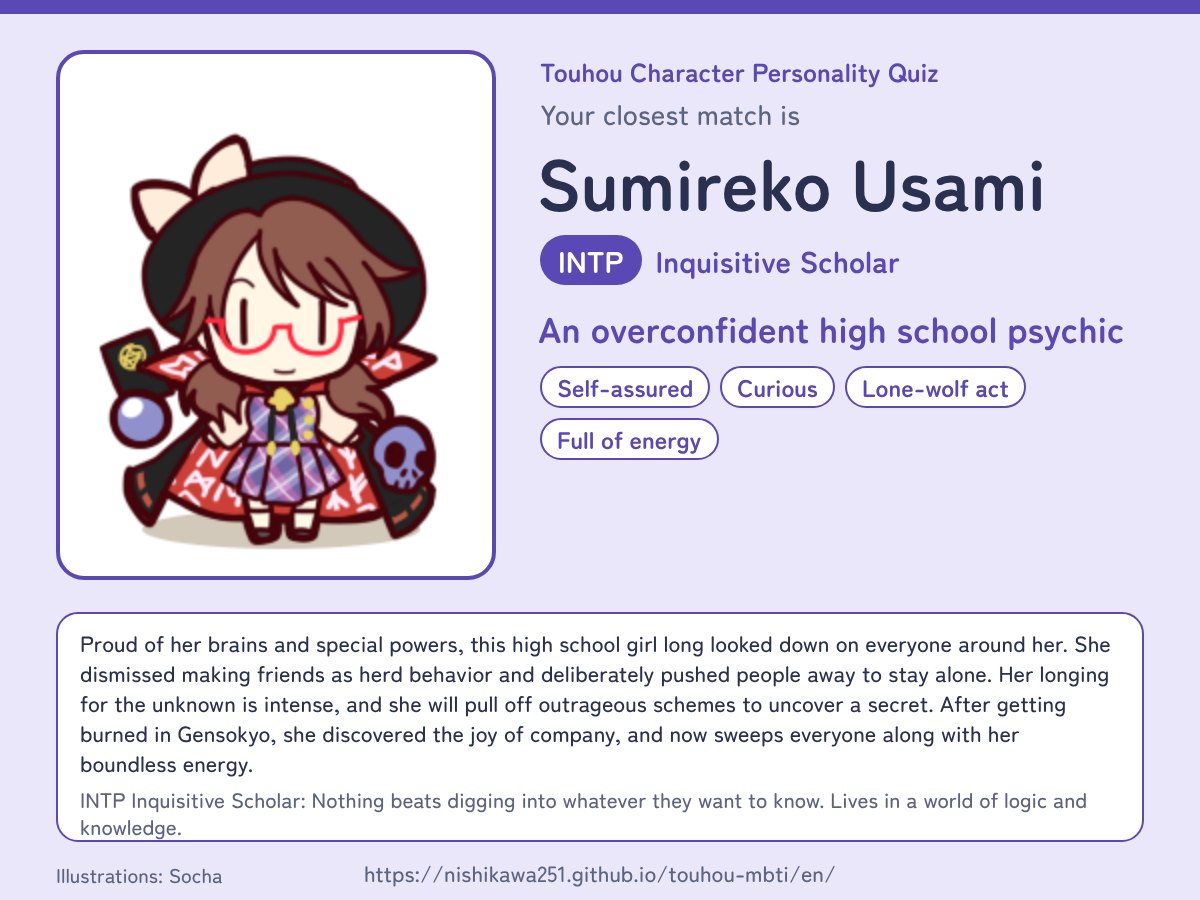 Touhou Character Personality Quiz
Your closest match is
Sumireko Usami
INTP Inquisitive Scholar
An overconfident high school psychic
Self-assured Curious Lone-wolf act
Full of energy
Proud of her brains and special powers, this high school girl long looked down on everyone around her. She
dismissed making friends as herd behavior and deliberately pushed people away to stay alone. Her longing
for the unknown is intense, and she will pull off outrageous schemes to uncover a secret. After getting
burned in Gensokyo, she discovered the joy of company, and now sweeps everyone along with her
boundless energy.
INTP Inquisitive Scholar: Nothing beats digging into whatever they want to know. Lives in a world of logic and
knowledge.
Illustrations: Socha
https://nishikawa251.github.io/touhou-mbti/en/